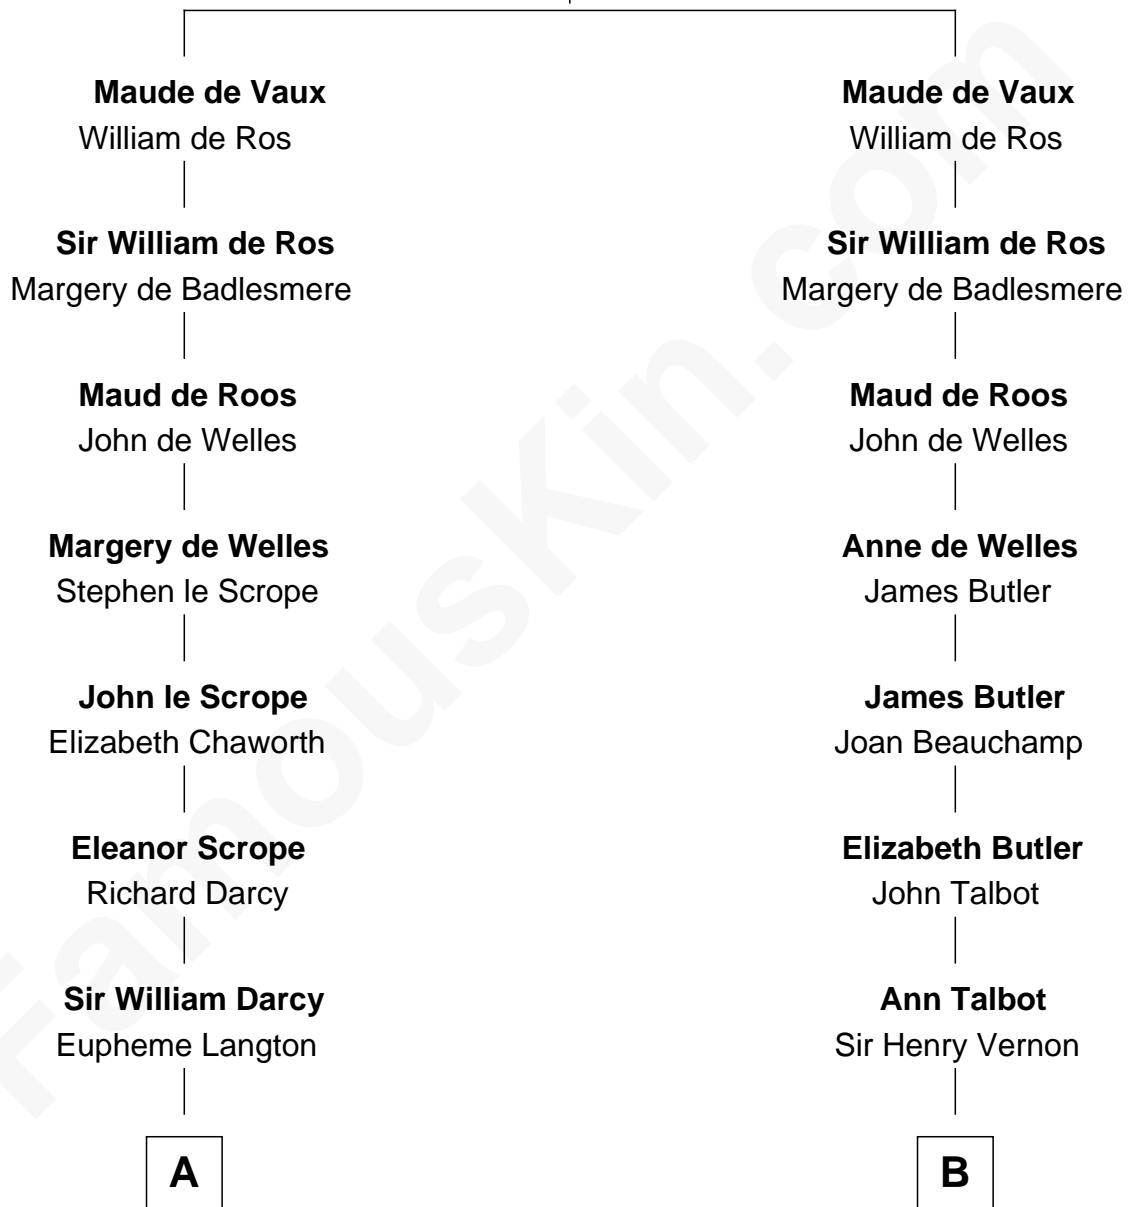 Maude de Vaux
William de Ros
Sir William de Ros
Margery de Badlesmere
Maud de Roos
John de Welles
Margery de Welles
Stephen le Scrope
John le Scrope
Elizabeth Chaworth
Eleanor Scrope
Richard Darcy
Sir William Darcy
Eupheme Langton
A
Maude de Vaux
William de Ros
Sir William de Ros
Margery de Badlesmere
Maud de Roos
John de Welles
Anne de Welles
James Butler
James Butler
Joan Beauchamp
Elizabeth Butler
John Talbot
Ann Talbot
Sir Henry Vernon
B
FamousKin.com